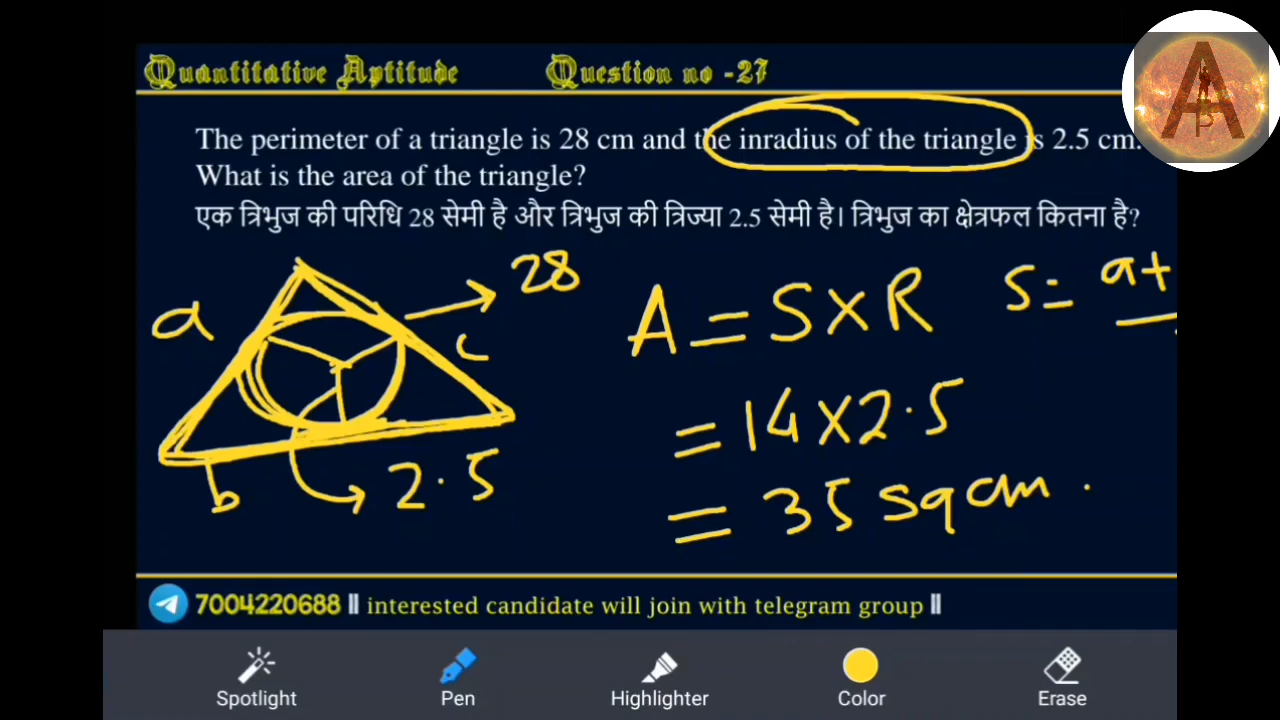 Quantitative Aptitude Question no -27
The perimeter of a triangle is 28 cm and the inradius of the triangle is 2.5 cm.
What is the area of the triangle?
एक त्रिभुज की परिधि 28 सेमी है और त्रिभुज की त्रिज्या 2.5 सेमी है। त्रिभुज का क्षेत्रफल कितना है?
28
a
c
b
2.5
A = S X R
S = a+
= 14 X 2.5
= 35 sq cm.
7004220688 || interested candidate will join with telegram group ||
Spotlight Pen Highlighter Color Erase
A
P